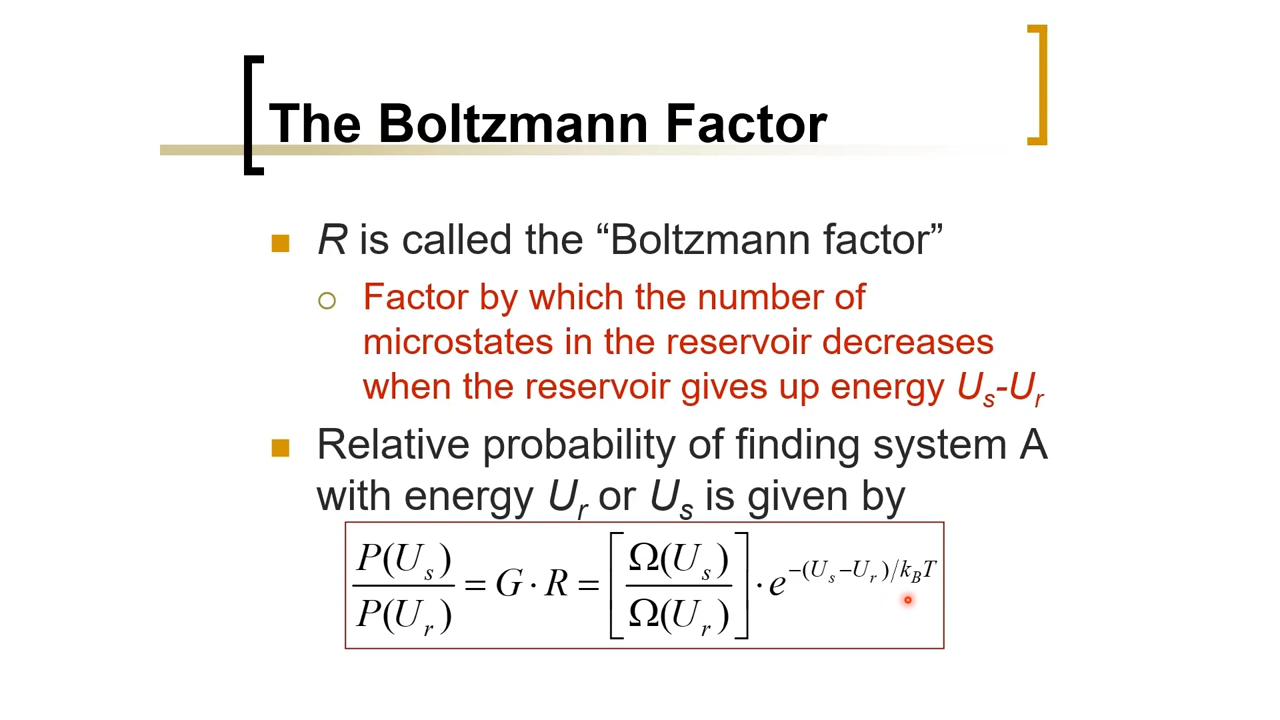 The Boltzmann Factor
R is called the “Boltzmann factor”
Factor by which the number of
microstates in the reservoir decreases
when the reservoir gives up energy Uₛ-Uᵣ
Relative probability of finding system A
with energy Uᵣ or Uₛ is given by
P(Uₛ)/P(Uᵣ) = G · R = [Ω(Uₛ)/Ω(Uᵣ)] · e^{−(Uₛ−Uᵣ)/k_BT}